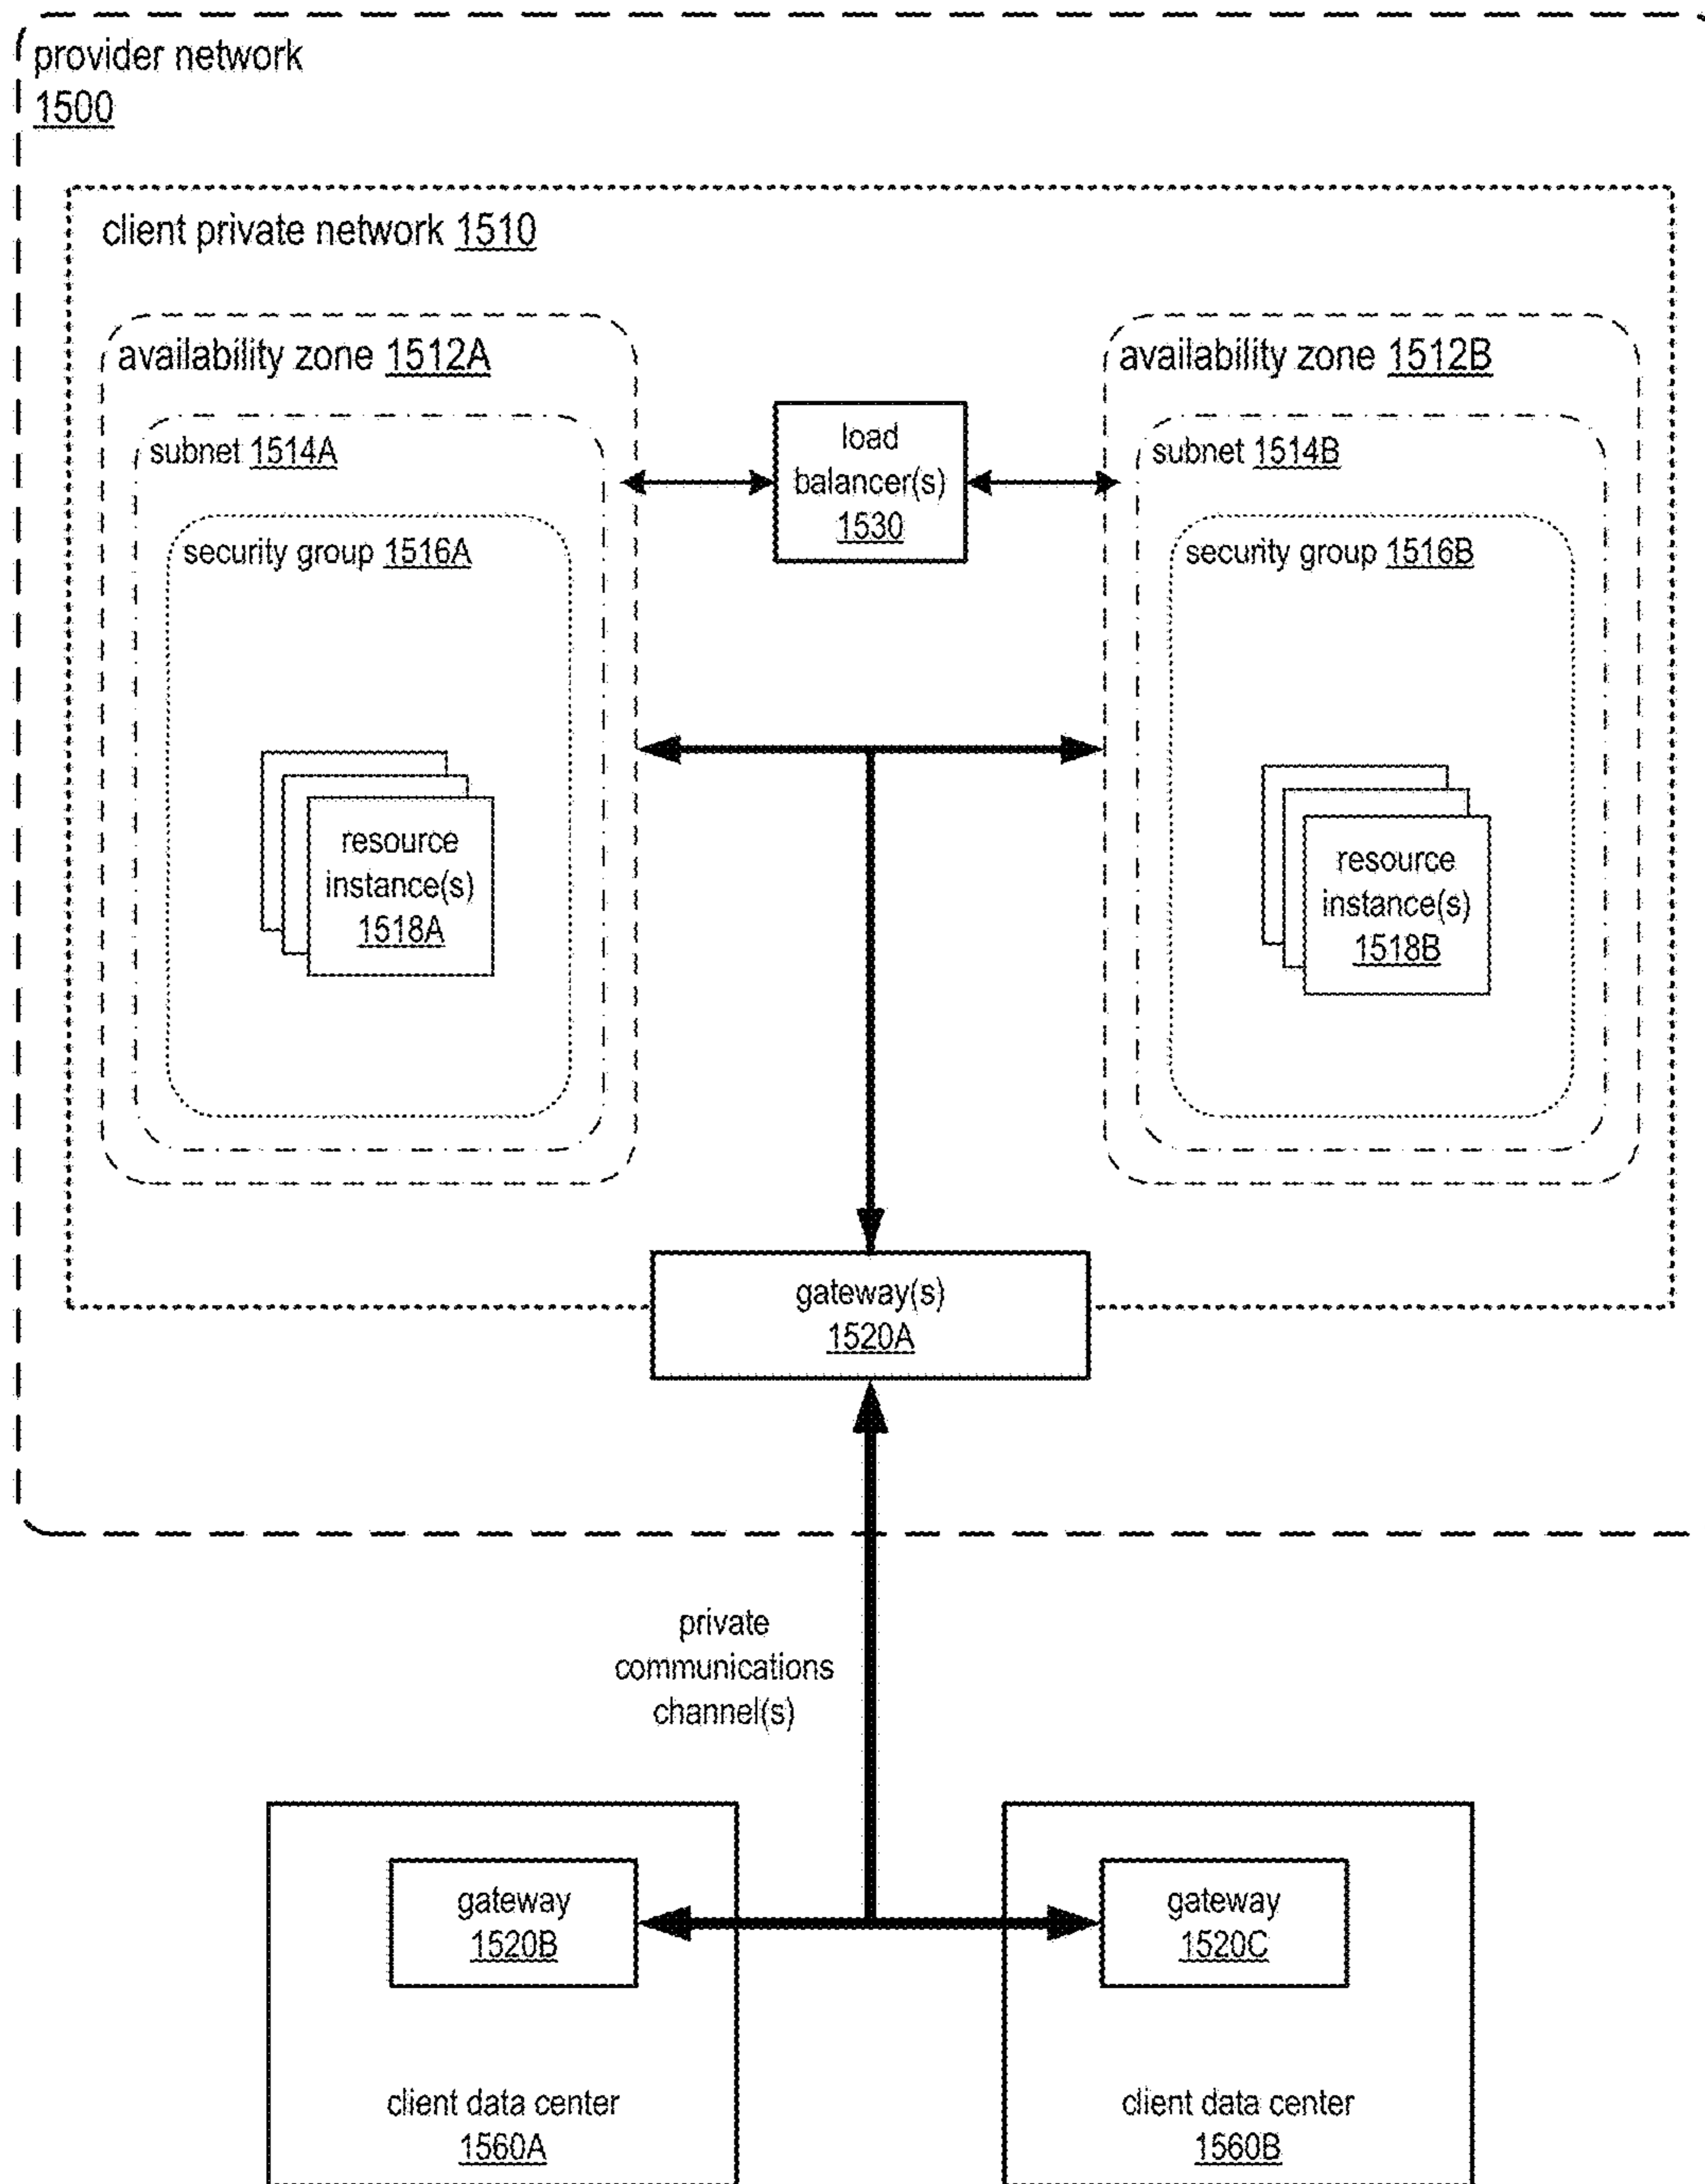 provider network
1500
client private network 1510
availability zone 1512A
availability zone 1512B
subnet 1514A
load
balancer(s)
1530
subnet 1514B
security group 1516A
security group 1516B
resource
instance(s)
1518A
resource
instance(s)
1518B
gateway(s)
1520A
private
communications
channel(s)
gateway
1520B
gateway
1520C
client data center
1560A
client data center
1560B